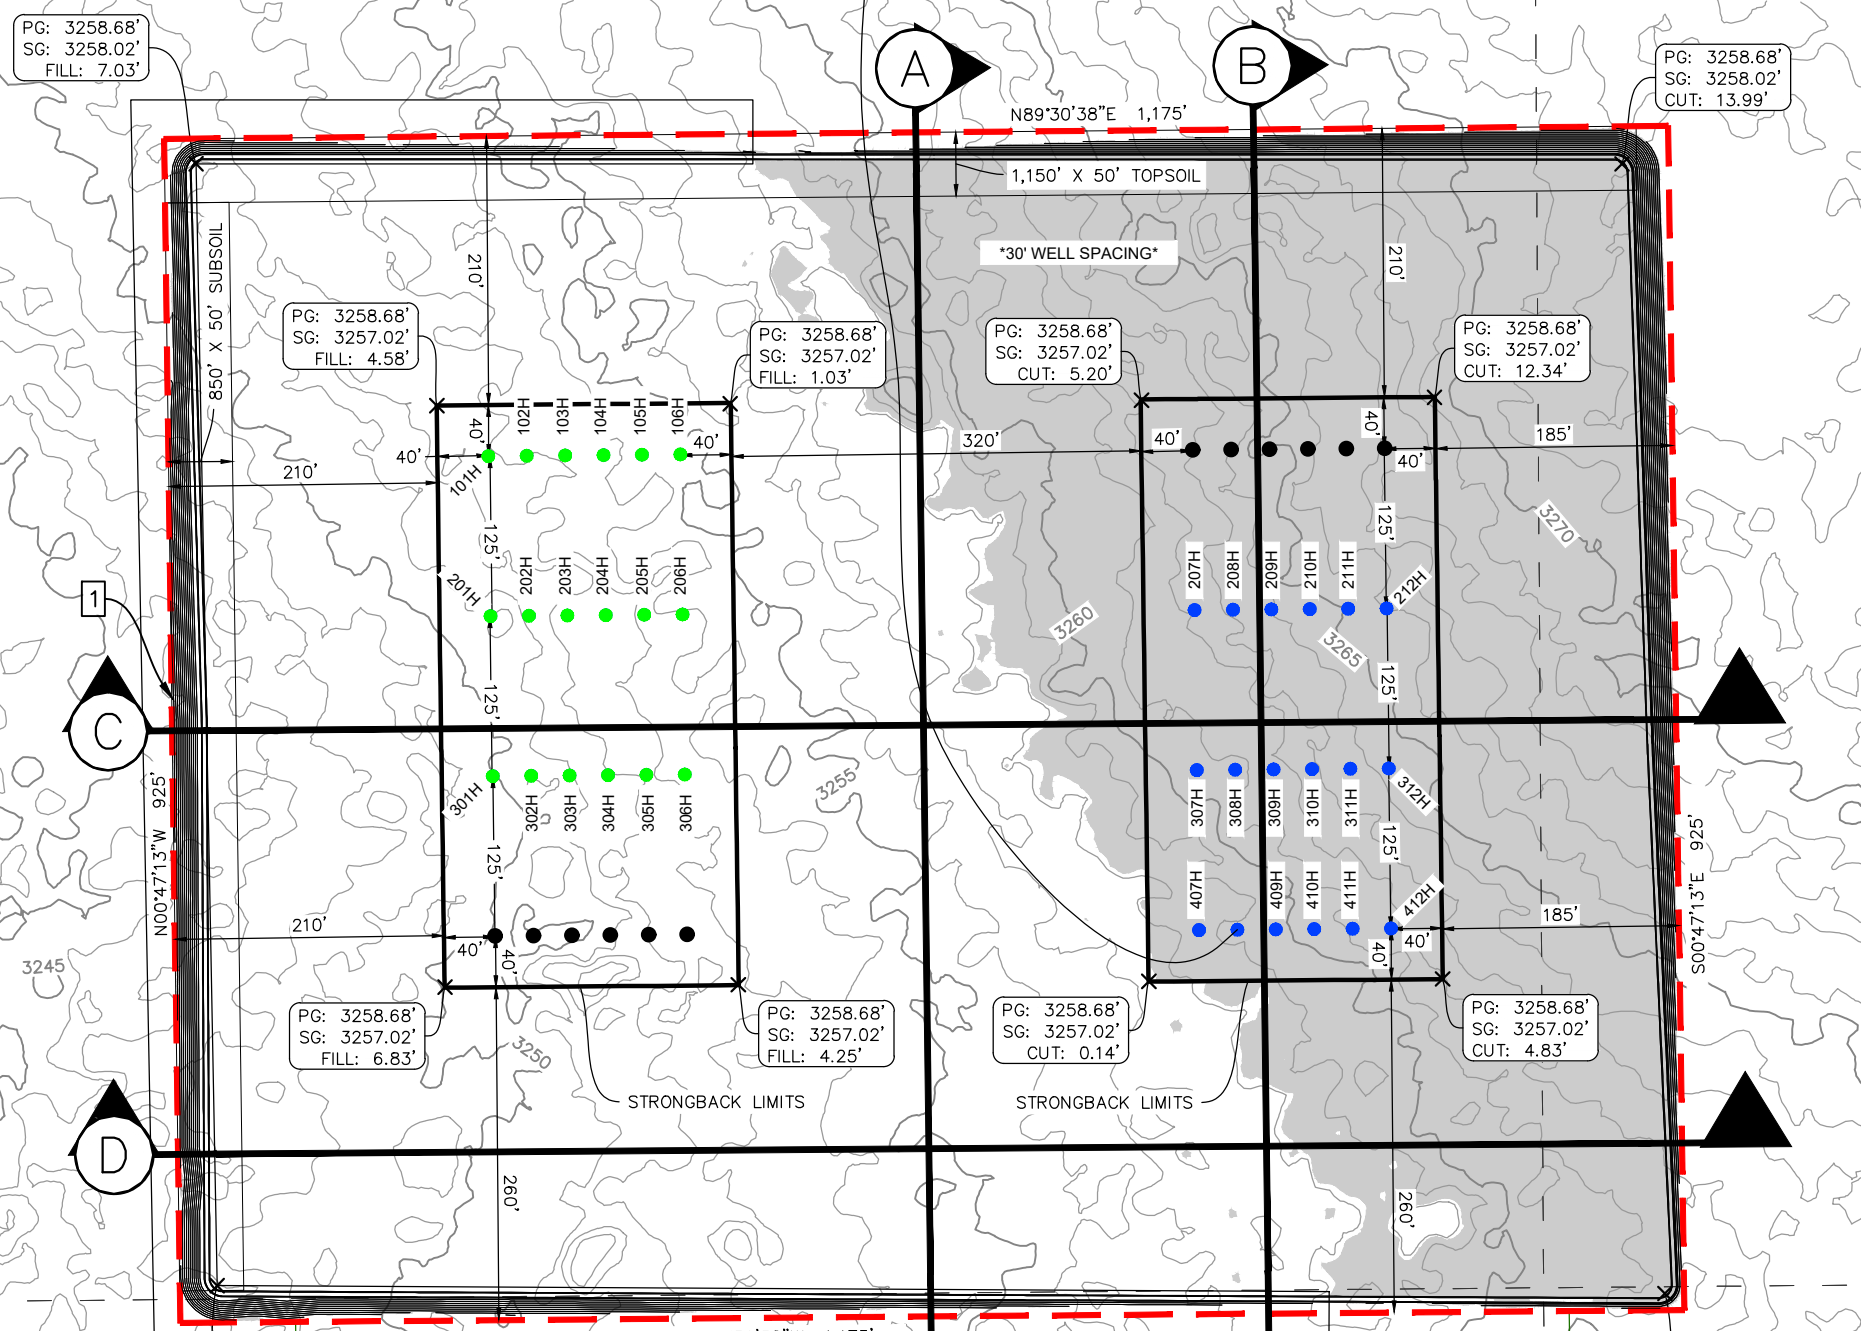 PG: 3258.68'
SG: 3258.02'
FILL: 7.03'
A
B
PG: 3258.68'
SG: 3258.02'
CUT: 13.99'
N89°30'38"E 1,175'
1,150' X 50' TOPSOIL
*30' WELL SPACING*
850' X 50' SUBSOIL
210'
210'
PG: 3258.68'
SG: 3257.02'
FILL: 4.58'
PG: 3258.68'
SG: 3257.02'
FILL: 1.03'
PG: 3258.68'
SG: 3257.02'
CUT: 5.20'
PG: 3258.68'
SG: 3257.02'
CUT: 12.34'
40'
102H
103H
104H
105H
106H
40'
40'
101H
210'
320'
40'
40'
40'
185'
125'
125'
3270
201H
202H
203H
204H
205H
206H
207H
208H
209H
210H
211H
212H
1
3260
3265
125'
125'
C
3255
301H
302H
303H
304H
305H
306H
307H
308H
309H
310H
311H
312H
N00°47'13"W 925'
S00°47'13"E 925'
125'
125'
407H
409H
410H
411H
412H
210'
40'
40'
185'
40'
40'
3245
PG: 3258.68'
SG: 3257.02'
FILL: 6.83'
3250
PG: 3258.68'
SG: 3257.02'
FILL: 4.25'
PG: 3258.68'
SG: 3257.02'
CUT: 0.14'
PG: 3258.68'
SG: 3257.02'
CUT: 4.83'
STRONGBACK LIMITS
STRONGBACK LIMITS
D
260'
260'